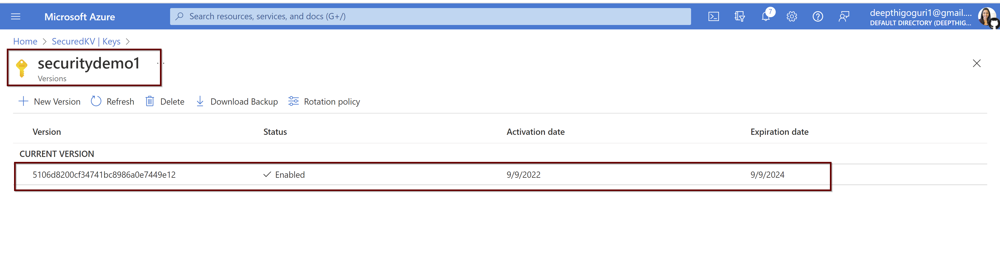 Microsoft Azure
Search resources, services, and docs (G+/)
7
deepthigoguri1@gmail....
DEFAULT DIRECTORY (DEEPTHIG...
Home > SecuredKV | Keys >
securitydemo1 ...
Versions
New Version Refresh Delete Download Backup Rotation policy
Version Status Activation date Expiration date
CURRENT VERSION
5106d8200cf34741bc8986a0e7449e12 Enabled 9/9/2022 9/9/2024